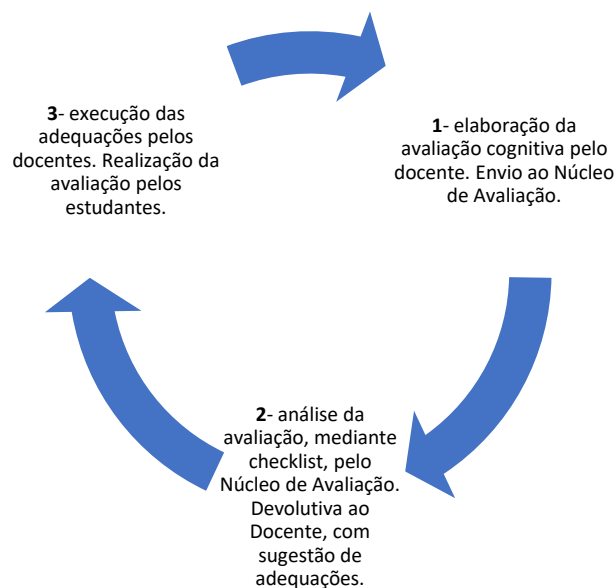 1- elaboração da
avaliação cognitiva pelo
docente. Envio ao Núcleo
de Avaliação.
2- análise da
avaliação, mediante
checklist, pelo
Núcleo de Avaliação.
Devolutiva ao
Docente, com
sugestão de
adequações.
3- execução das
adequações pelos
docentes. Realização da
avaliação pelos
estudantes.